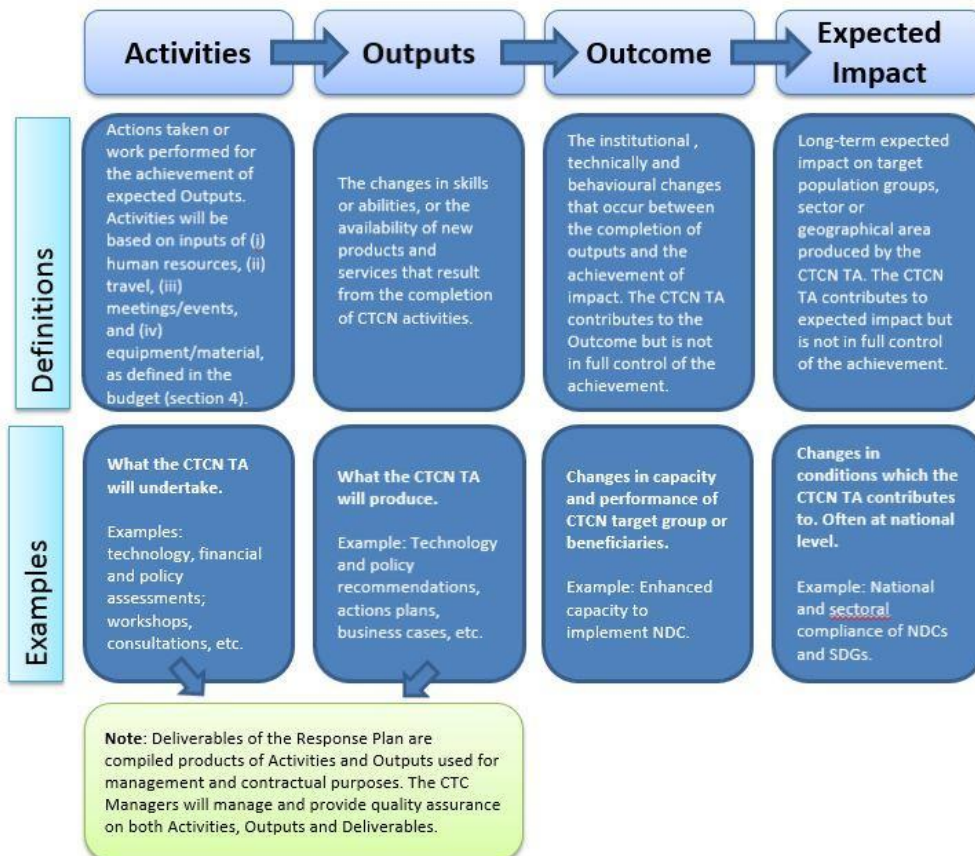 Activities
Outputs
Outcome
Expected
Impact
Definitions
Actions taken or
work performed for
the achievement of
expected Outputs.
Activities will be
based on inputs of (i)
human resources, (ii)
travel, (iii)
meetings/events,
and (iv)
equipment/material,
as defined in the
budget (section 4).
The changes in skills
or abilities, or the
availability of new
products and
services that result
from the completion
of CTCN activities.
The institutional ,
technically and
behavioural changes
that occur between
the completion of
outputs and the
achievement of
impact. The CTCN TA
contributes to the
Outcome but is not
in full control of the
achievement.
Long-term expected
impact on target
population groups,
sector or
geographical area
produced by the
CTCN TA. The CTCN
TA contributes to
expected impact but
is not in full control
of the achievement.
Examples
What the CTCN TA
will undertake.
Examples:
technology, financial
and policy
assessments;
workshops,
consultations, etc.
What the CTCN TA
will produce.
Example: Technology
and policy
recommendations,
actions plans,
business cases, etc.
Changes in capacity
and performance of
CTCN target group or
beneficiaries.
Example: Enhanced
capacity to
implement NDC.
Changes in
conditions which the
CTCN TA contributes
to. Often at national
level.
Example: National
and sectoral
compliance of NDCs
and SDGs.
Note: Deliverables of the Response Plan are
compiled products of Activities and Outputs used for
management and contractual purposes. The CTC
Managers will manage and provide quality assurance
on both Activities, Outputs and Deliverables.